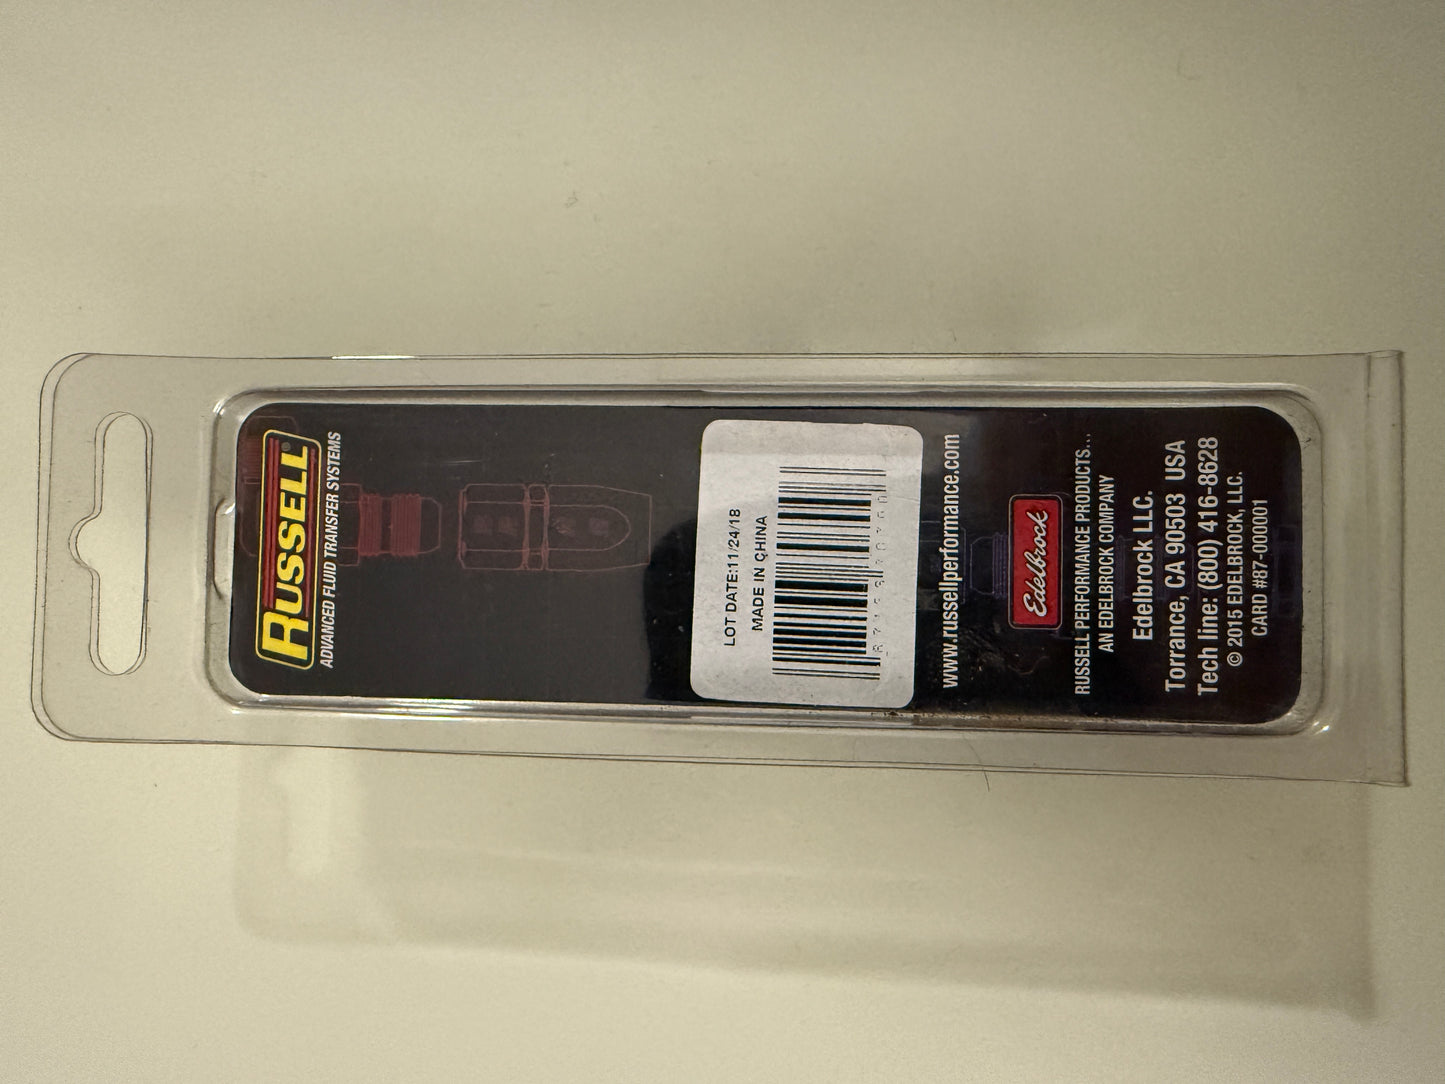 RUSSELL®
ADVANCED FLUID TRANSFER SYSTEMS
LOT DATE:11/24/18
MADE IN CHINA
www.russellperformance.com
Edelbrock
RUSSELL PERFORMANCE PRODUCTS...
AN EDELBROCK COMPANY
Edelbrock LLC.
Torrance, CA 90503 USA
Tech line: (800) 416-8628
© 2015 EDELBROCK, LLC.
CARD #87-000001